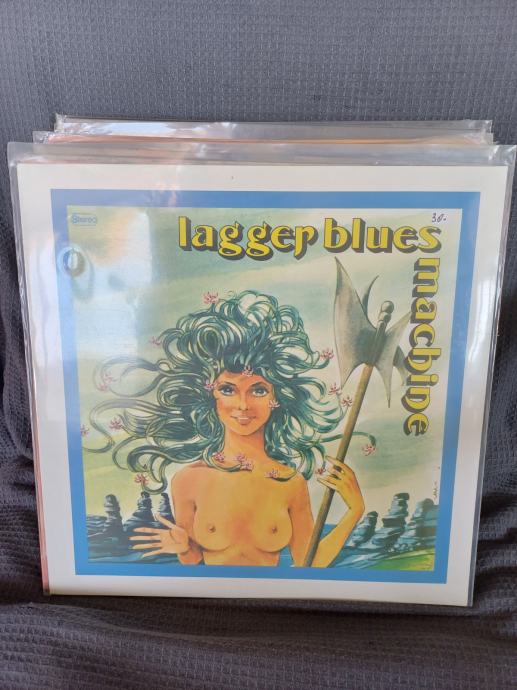 Stereo
lagger blues
machine
30.-